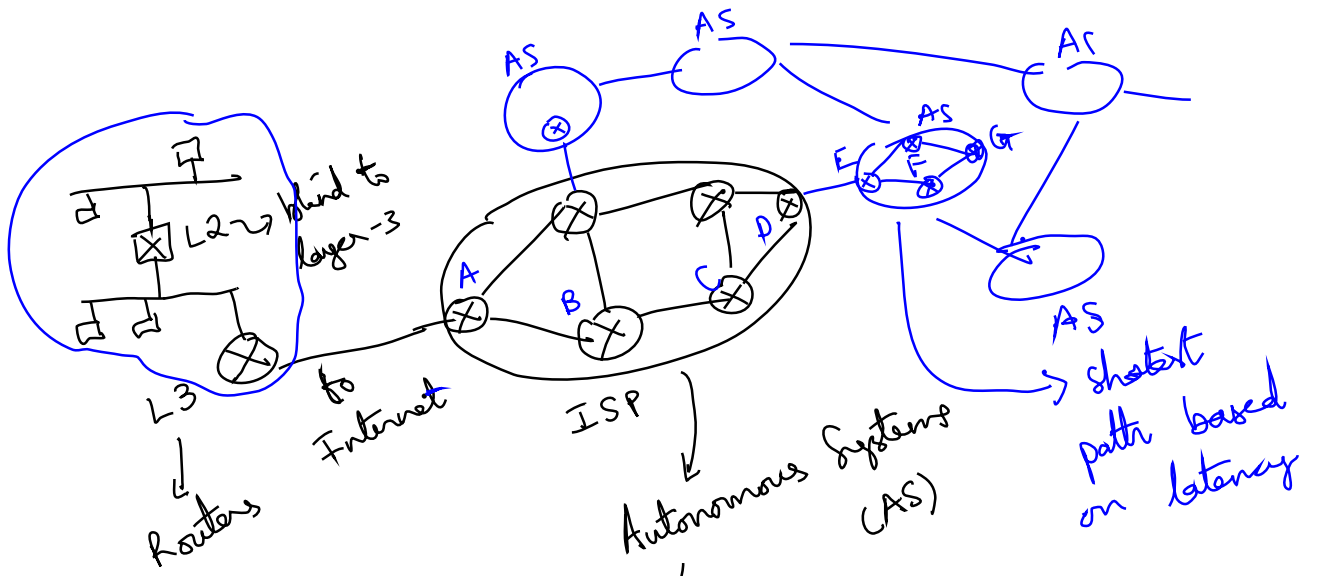 AS
AS
AS
AS
E
F
G
L2 → blind to
layer-3
A
B
C
D
AS
L3
to
Internet
ISP
Routers
Autonomous Systems
(AS)
shortest
path based
on latency